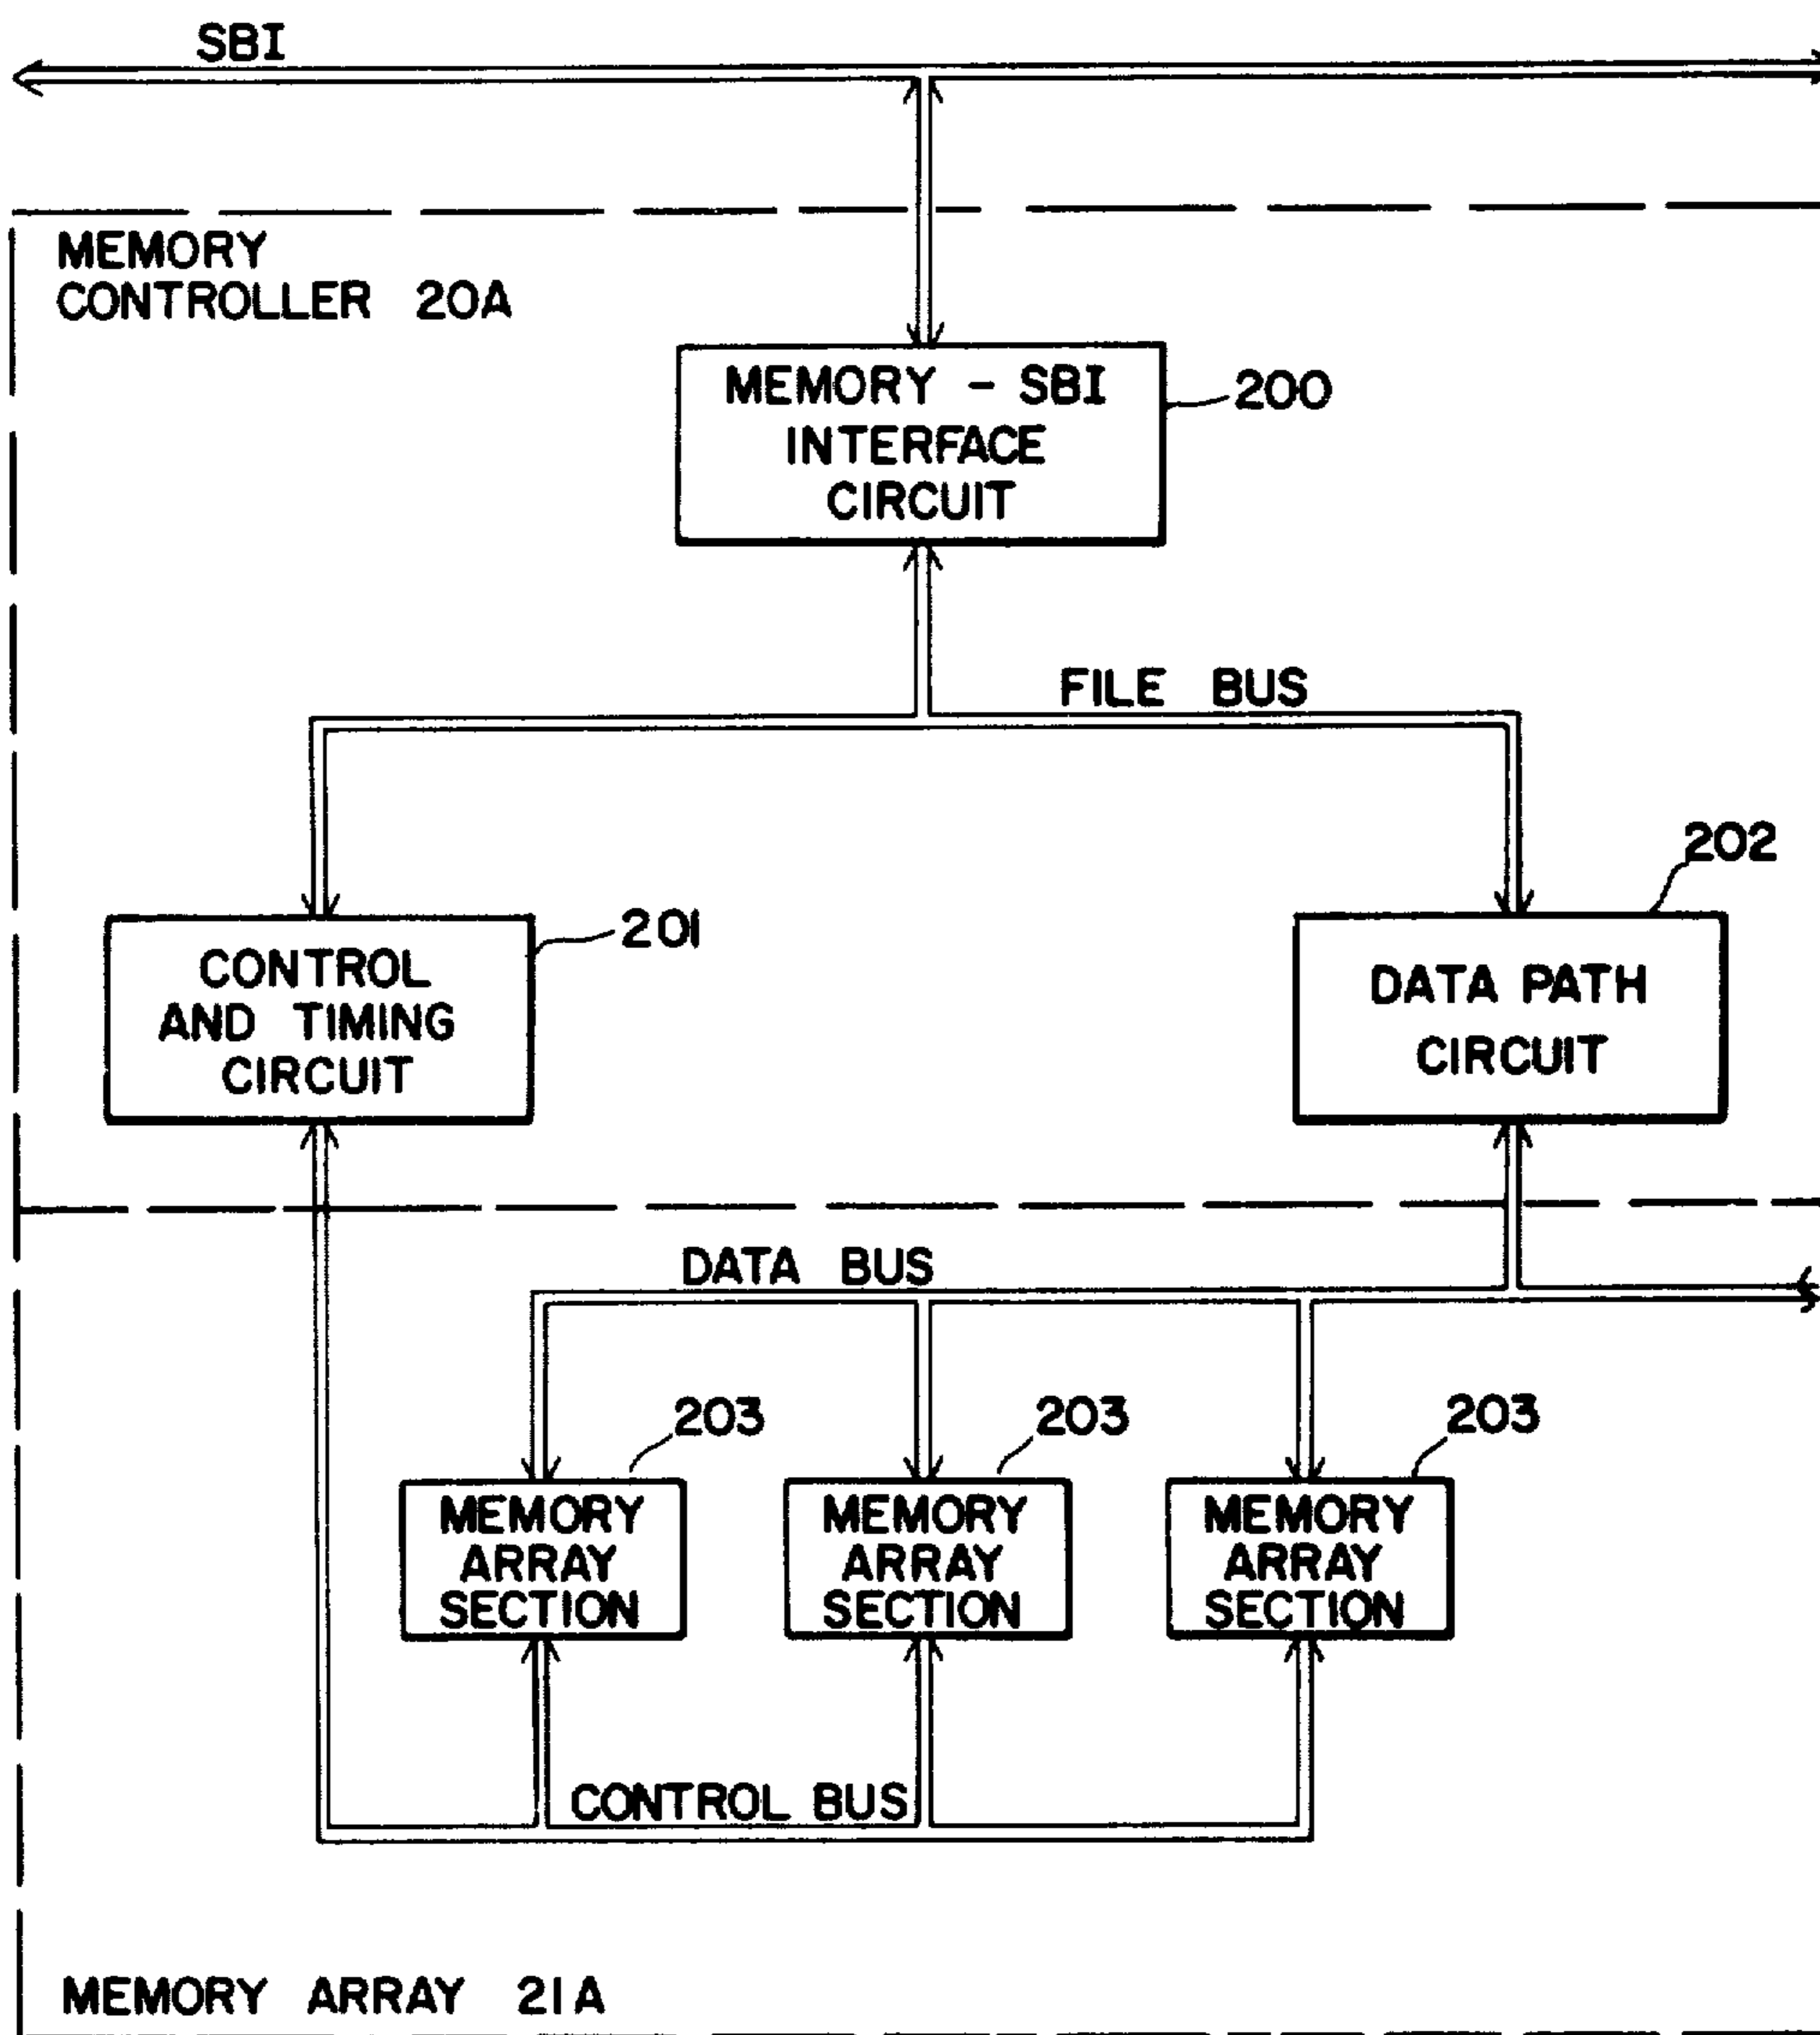 SBI
MEMORY
CONTROLLER 20A
MEMORY - SBI
INTERFACE
CIRCUIT
200
FILE BUS
202
201
CONTROL
AND TIMING
CIRCUIT
DATA PATH
CIRCUIT
DATA BUS
203
203
203
MEMORY
ARRAY
SECTION
MEMORY
ARRAY
SECTION
MEMORY
ARRAY
SECTION
CONTROL BUS
MEMORY ARRAY 21A